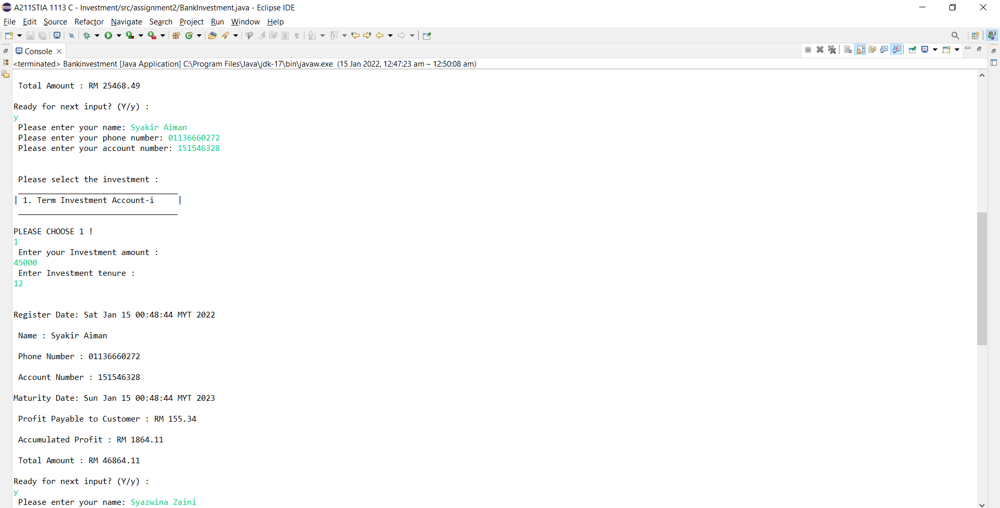 A211STIA 1113 C - Investment/src/assignment2/BankInvestment.java - Eclipse IDE
File Edit Source Refactor Navigate Search Project Run Window Help
Console
<terminated> Bankinvestment [Java Application] C:\Program Files\Java\jdk-17\bin\javaw.exe (15 Jan 2022, 12:47:23 am – 12:50:08 am)
Total Amount : RM 25468.49
Ready for next input? (Y/y) :
y
Please enter your name: Syakir Aiman
Please enter your phone number: 01136660272
Please enter your account number: 151546328
Please select the investment :
__________________________________
| 1. Term Investment Account-i |
__________________________________
PLEASE CHOOSE 1 !
1
Enter your Investment amount :
45000
Enter Investment tenure :
12
Register Date: Sat Jan 15 00:48:44 MYT 2022
Name : Syakir Aiman
Phone Number : 01136660272
Account Number : 151546328
Maturity Date: Sun Jan 15 00:48:44 MYT 2023
Profit Payable to Customer : RM 155.34
Accumulated Profit : RM 1864.11
Total Amount : RM 46864.11
Ready for next input? (Y/y) :
y
Please enter your name: Syazwina Zaini